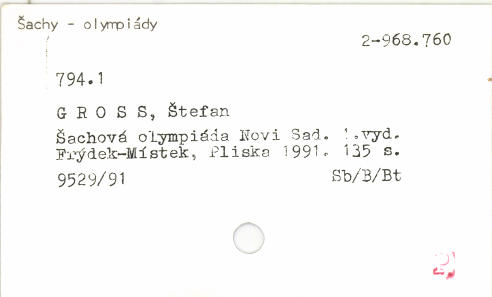 Šachy - olympiády
2-968.760
794.1
G R O S S, Štefan
Šachová olympiáda Novi Sad. 1.vyd.
Frýdek-Místek, Pliska 1991. 135 s.
9529/91 Sb/B/Bt